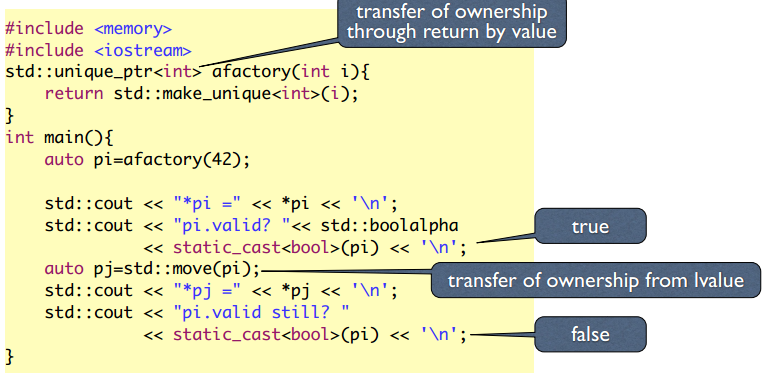 transfer of ownership
through return by value
#include <memory>
#include <iostream>
std::unique_ptr<int> afactory(int i){
    return std::make_unique<int>(i);
}
int main(){
    auto pi=afactory(42);
    std::cout << "*pi =" << *pi << '\n';
    std::cout << "pi.valid? "<< std::boolalpha
              << static_cast<bool>(pi) << '\n';
true
    auto pj=std::move(pi);
transfer of ownership from lvalue
    std::cout << "*pj =" << *pj << '\n';
    std::cout << "pi.valid still? "
              << static_cast<bool>(pi) << '\n';
false
}